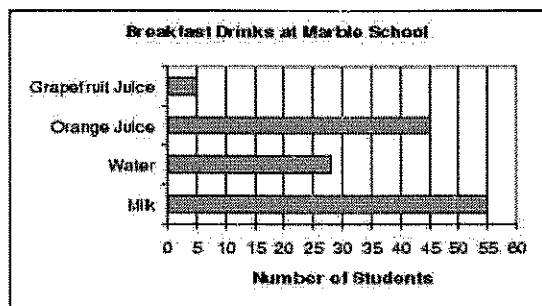 Breakfast Drinks at Marble School
Grapefruit Juice
Orange Juice
Water
Milk
0 5 10 15 20 25 30 35 40 45 50 55 60
Number of Students